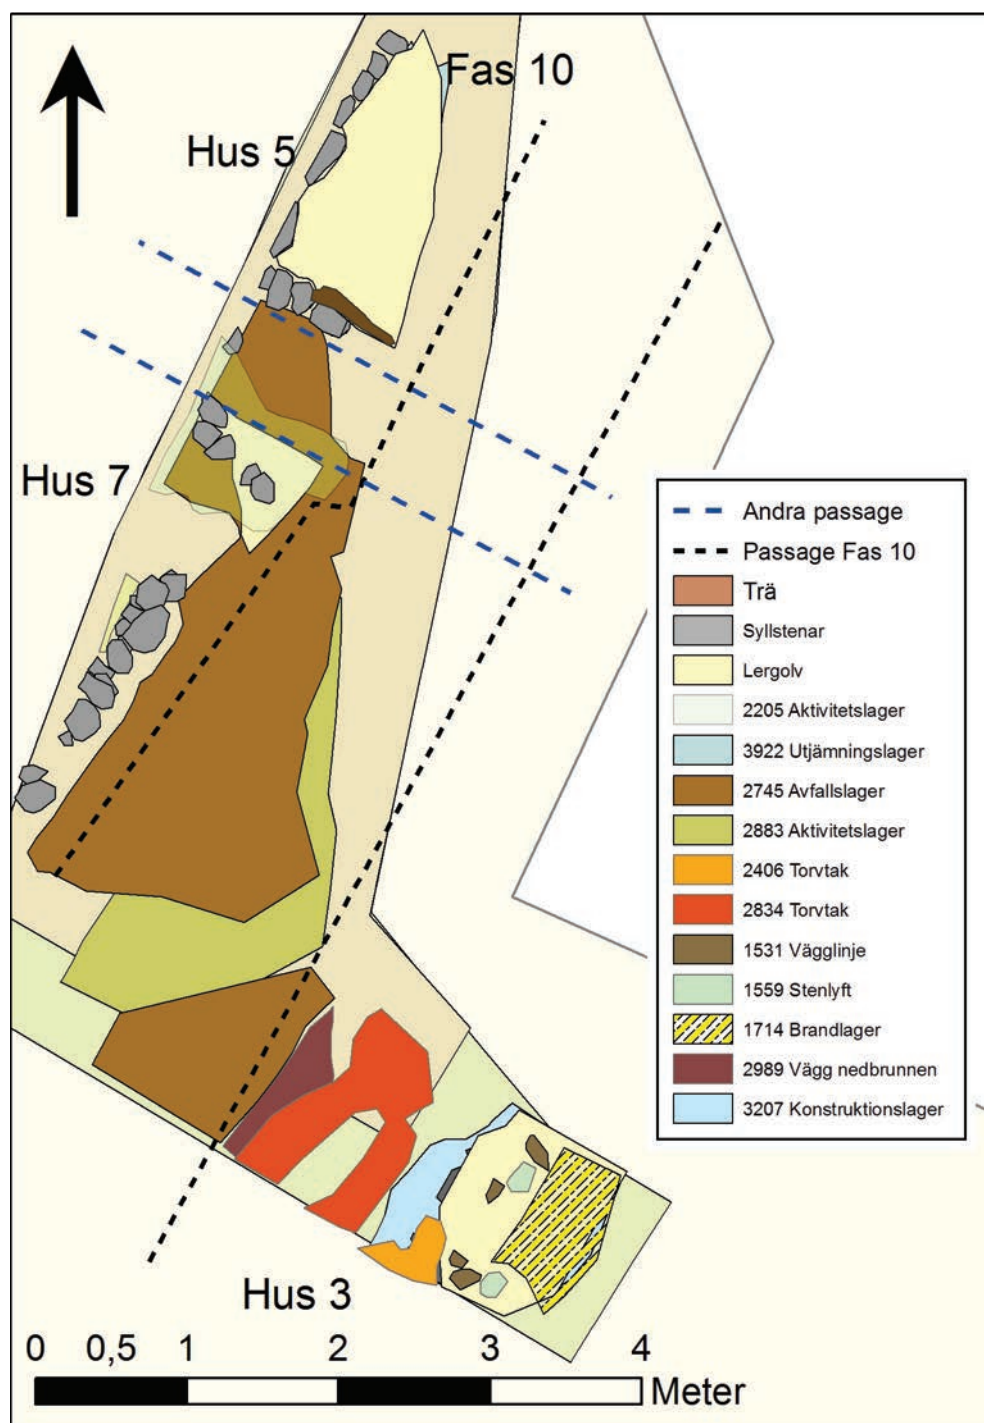 Fas 10
Hus 5
Hus 7
Andra passage
Passage Fas 10
Trä
Syllstenar
Lergolv
2205 Aktivitetslager
3922 Utjämningslager
2745 Avfallslager
2883 Aktivitetslager
2406 Torvtak
2834 Torvtak
1531 Vägglinje
1559 Stenlyft
1714 Brandlager
2989 Vägg nedbrunnen
3207 Konstruktionslager
Hus 3
0 0,5 1 2 3 4
Meter